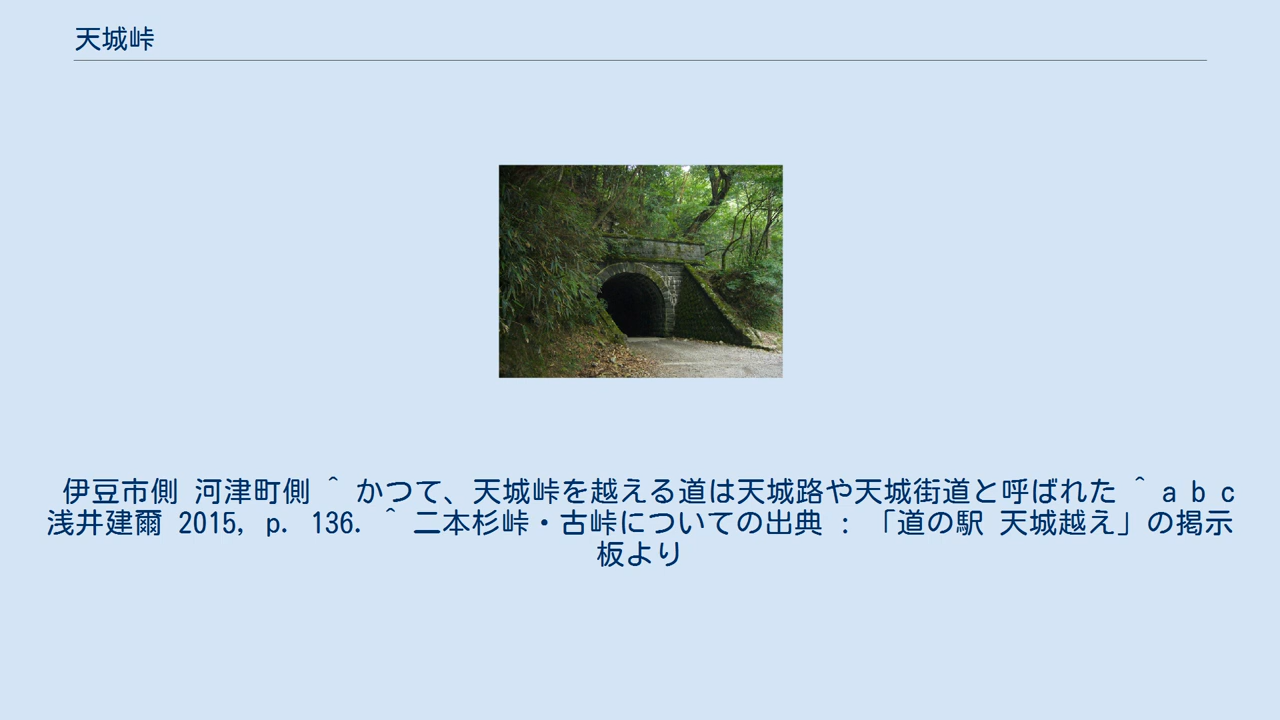 天城峠
伊豆市側 河津町側 ^ かつて、天城峠を越える道は天城路や天城街道と呼ばれた ^ a b c
浅井建爾 2015, p. 136. ^ 二本杉峠・古峠についての出典 : 「道の駅 天城越え」の掲示
板より